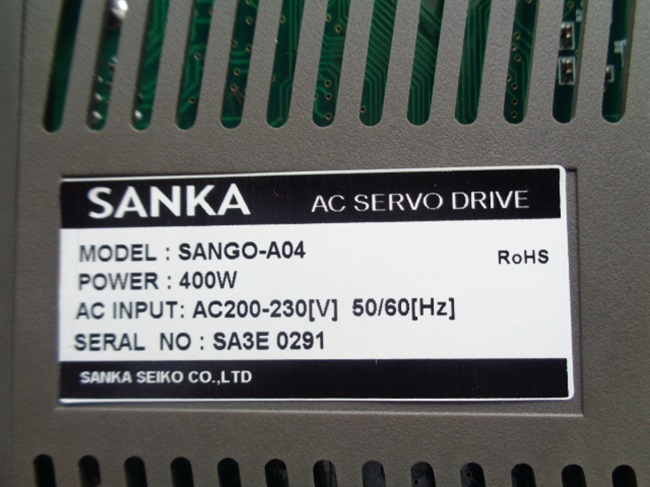 SANKA AC SERVO DRIVE
MODEL : SANGO-A04 RoHS
POWER : 400W
AC INPUT: AC200-230[V] 50/60[Hz]
SERAL NO : SA3E 0291
SANKA SEIKO CO.,LTD